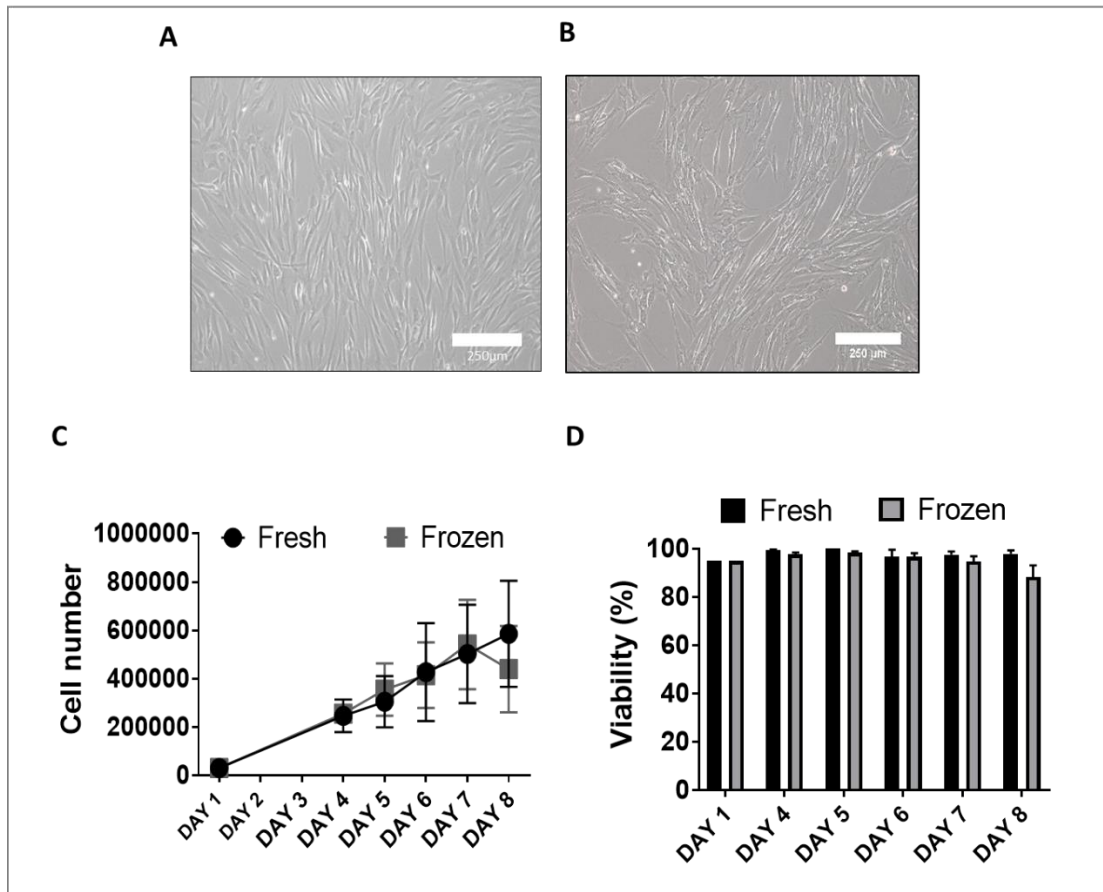 A
B
250µm
250 µm
C
D
Fresh
Frozen
Cell number
1000000
800000
600000
400000
200000
0
DAY 1
DAY 2
DAY 3
DAY 4
DAY 5
DAY 6
DAY 7
DAY 8
Fresh
Frozen
Viability (%)
100
80
60
40
20
0
DAY 1
DAY 4
DAY 5
DAY 6
DAY 7
DAY 8